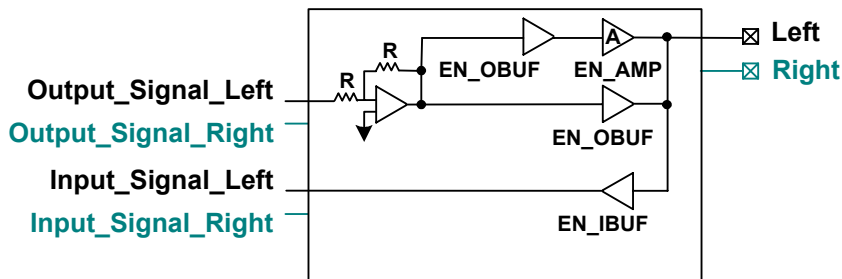 R
R
EN_OBUF
A
EN_AMP
Left
Right
Output_Signal_Left
Output_Signal_Right
EN_OBUF
Input_Signal_Left
Input_Signal_Right
EN_IBUF